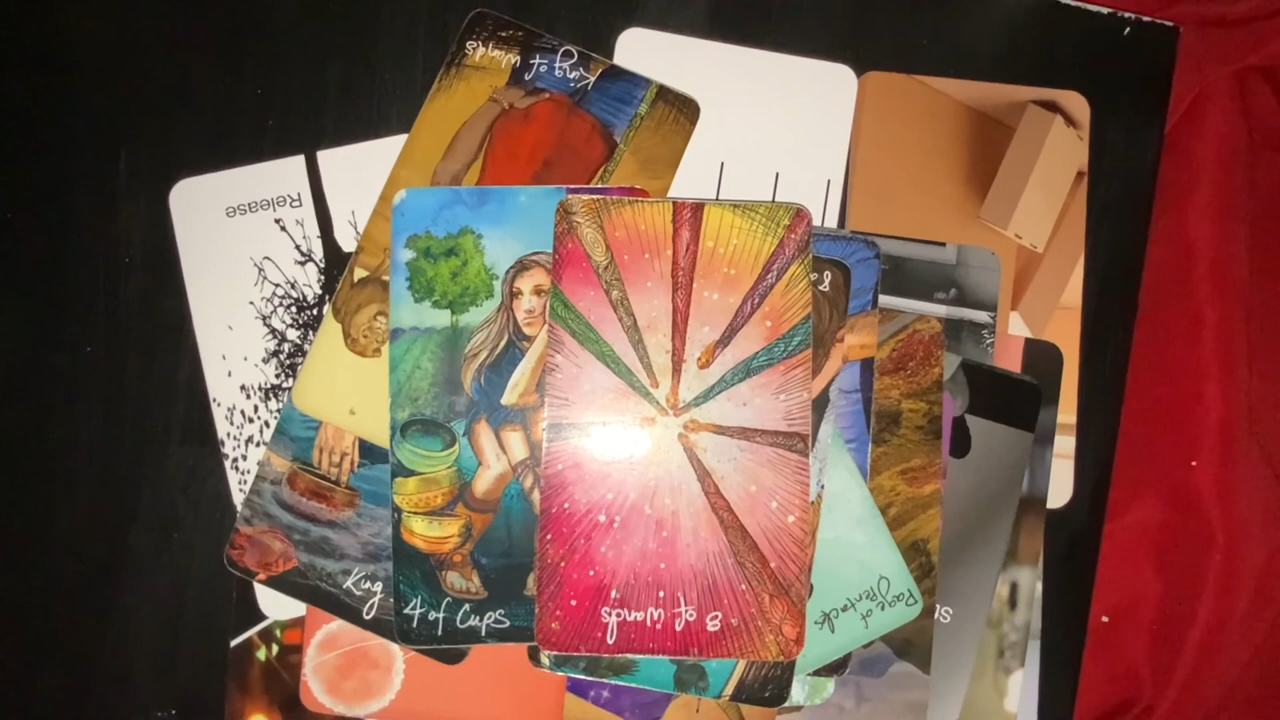 King of Wands
Release
King
4 of Cups
8 of Wands
Page of
Pentacles